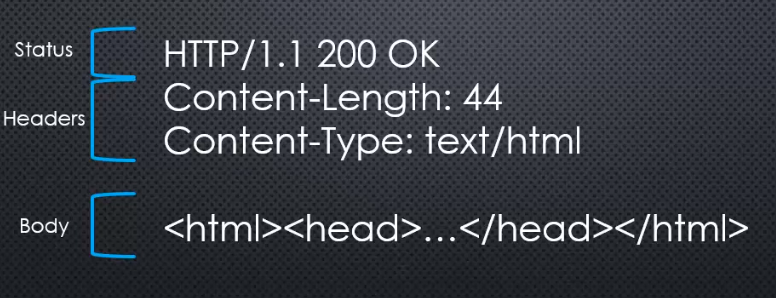 Status
HTTP/1.1 200 OK
Headers
Content-Length: 44
Content-Type: text/html
Body
<html><head>...</head></html>